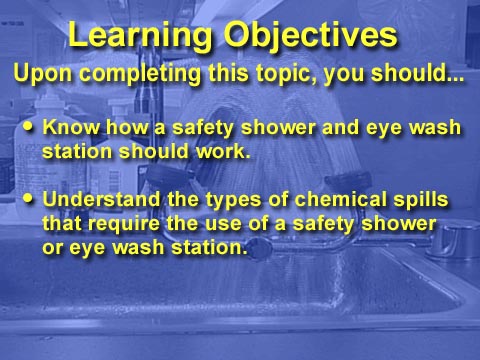 Learning Objectives
Upon completing this topic, you should...
• Know how a safety shower and eye wash
station should work.
• Understand the types of chemical spills
that require the use of a safety shower
or eye wash station.